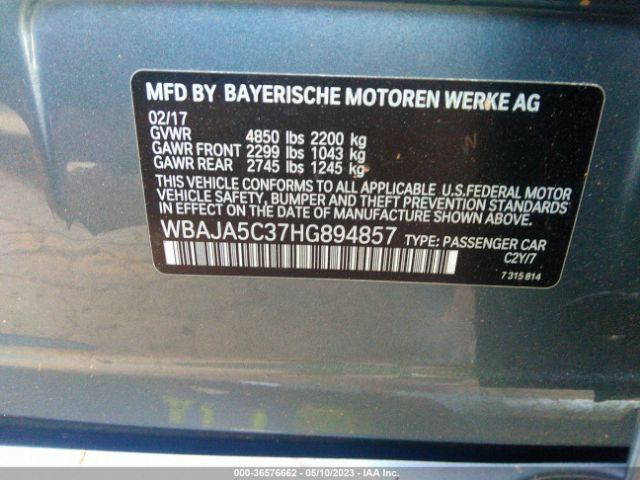 MFD BY BAYERISCHE MOTOREN WERKE AG
02/17
GVWR 4850 lbs 2200 kg
GAWR FRONT 2299 lbs 1043 kg
GAWR REAR 2745 lbs 1245 kg
THIS VEHICLE CONFORMS TO ALL APPLICABLE U.S.FEDERAL MOTOR
VEHICLE SAFETY, BUMPER AND THEFT PREVENTION STANDARDS
IN EFFECT ON THE DATE OF MANUFACTURE SHOWN ABOVE.
WBAJA5C37HG894857 TYPE: PASSENGER CAR
C2Y/7
7 315 814
000-36576662 - 05/10/2023 - IAA Inc.